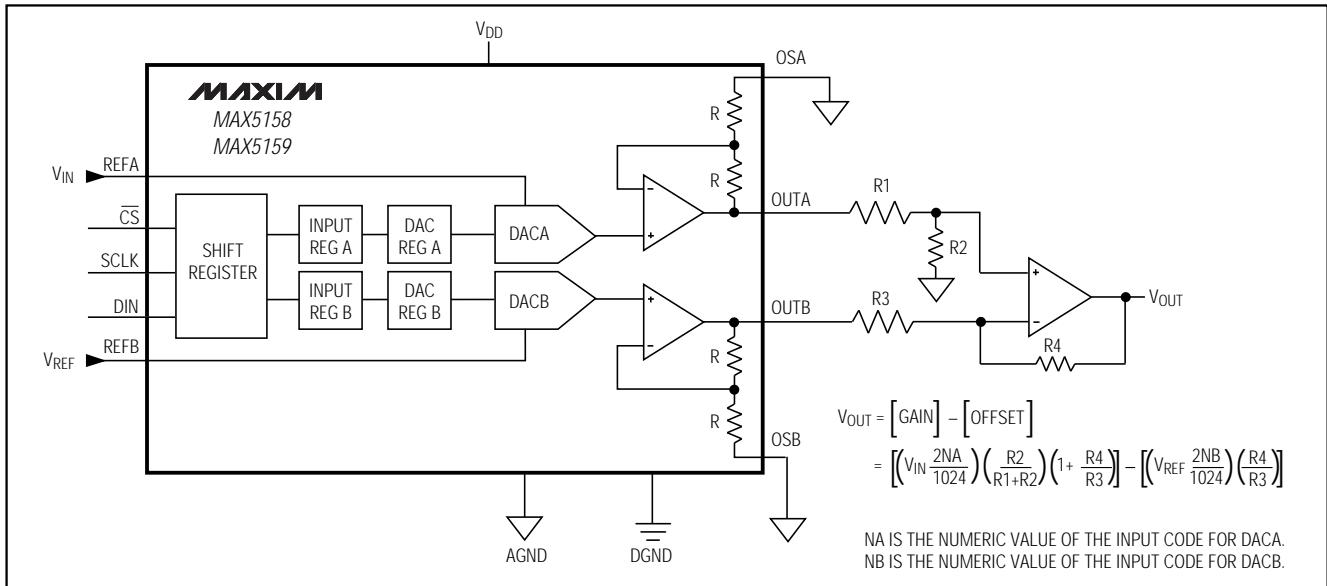 VDD
OSA
MAXIM
MAX5158
MAX5159
R
R
VIN
REFA
CS
SCLK
DIN
VREF
REFB
SHIFT
REGISTER
INPUT
REG A
DAC
REG A
DACA
INPUT
REG B
DAC
REG B
DACB
−
+
+
−
OUTA
OUTB
R1
R2
R3
R4
+
−
VOUT
R
R
OSB
AGND
DGND
VOUT = [GAIN] – [OFFSET]
= [(VIN 2NA/1024)(R2/R1+R2)(1+ R4/R3)] – [(VREF 2NB/1024)(R4/R3)]
NA IS THE NUMERIC VALUE OF THE INPUT CODE FOR DACA.
NB IS THE NUMERIC VALUE OF THE INPUT CODE FOR DACB.